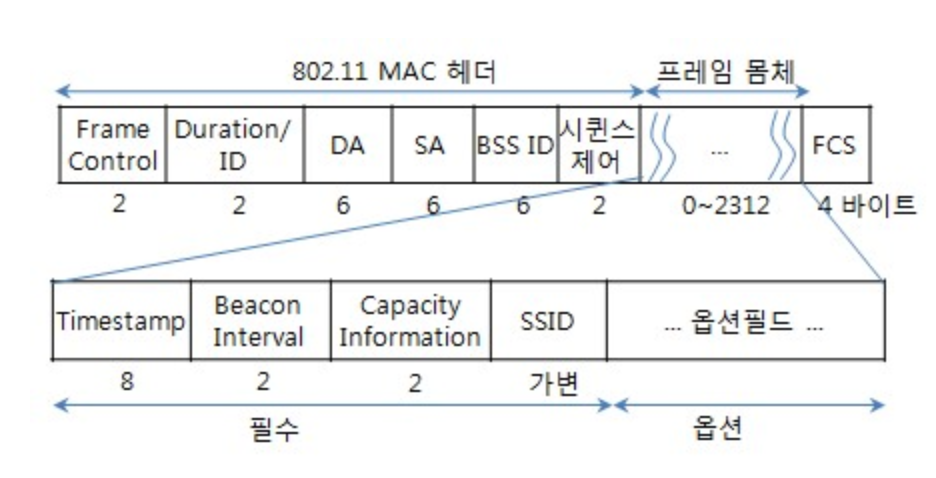 802.11 MAC 헤더 프레임 몸체
Frame Control Duration/ ID DA SA BSS ID 시퀀스 제어 ... FCS
2 2 6 6 6 2 0~2312 4 바이트
Timestamp Beacon Interval Capacity Information SSID ... 옵션필드 ...
8 2 2 가변
필수 옵션